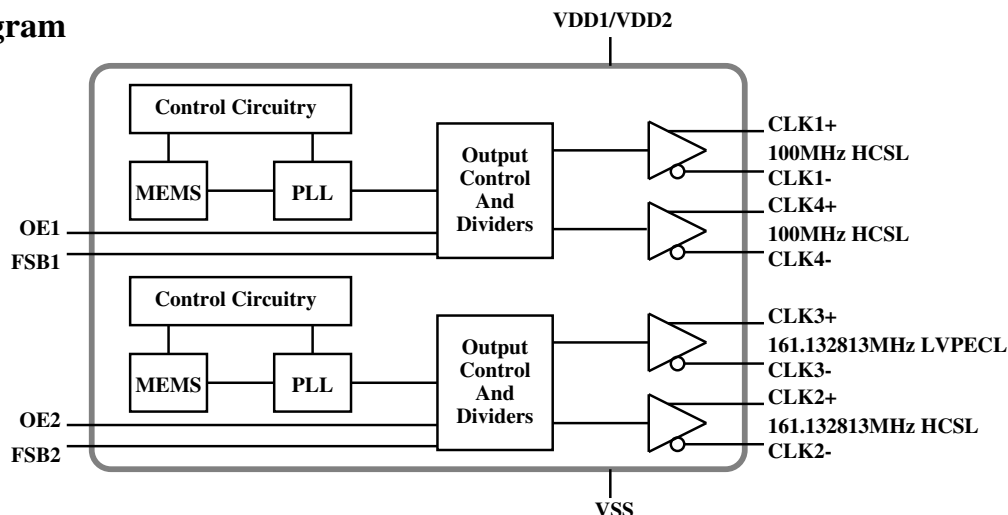 gram
VDD1/VDD2
Control Circuitry
MEMS
PLL
Output
Control
And
Dividers
OE1
FSB1
CLK1+
100MHz HCSL
CLK1-
CLK4+
100MHz HCSL
CLK4-
Control Circuitry
MEMS
PLL
Output
Control
And
Dividers
OE2
FSB2
CLK3+
161.132813MHz LVPECL
CLK3-
CLK2+
161.132813MHz HCSL
CLK2-
VSS